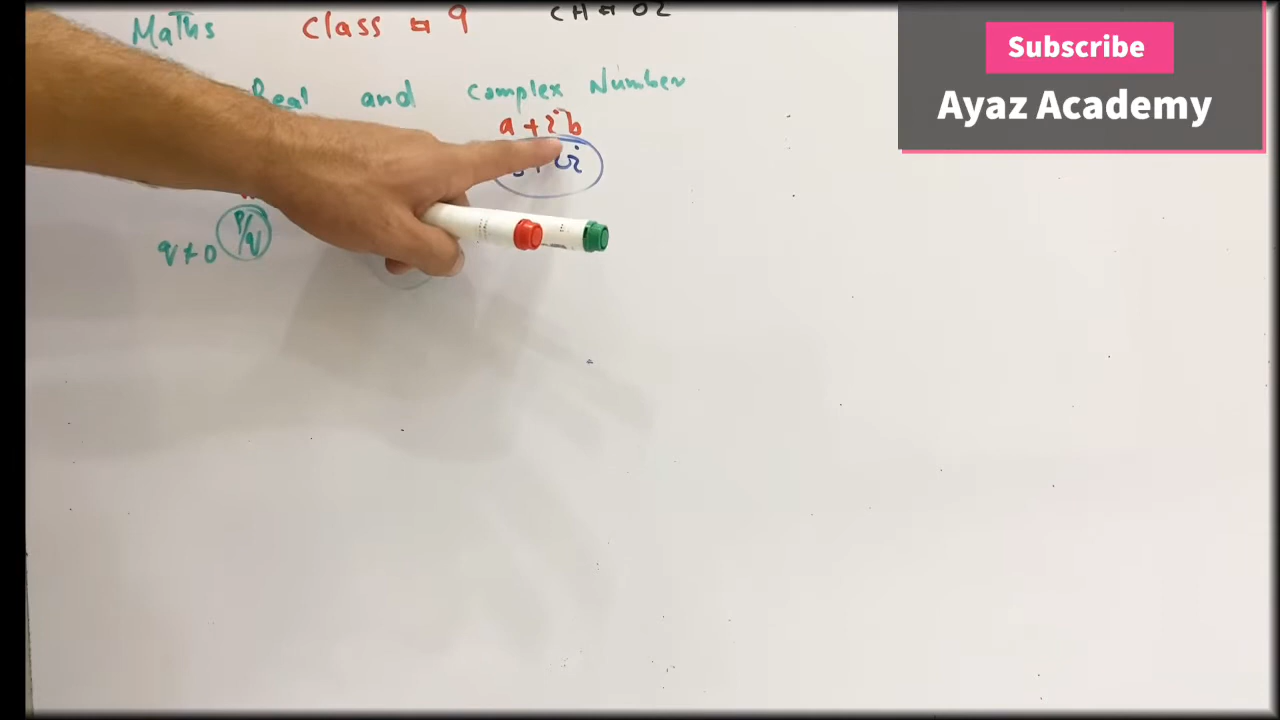 Maths Class # 9 CH # 02
Real and complex Number
a + ib
q ≠ 0 P/q
Subscribe
Ayaz Academy